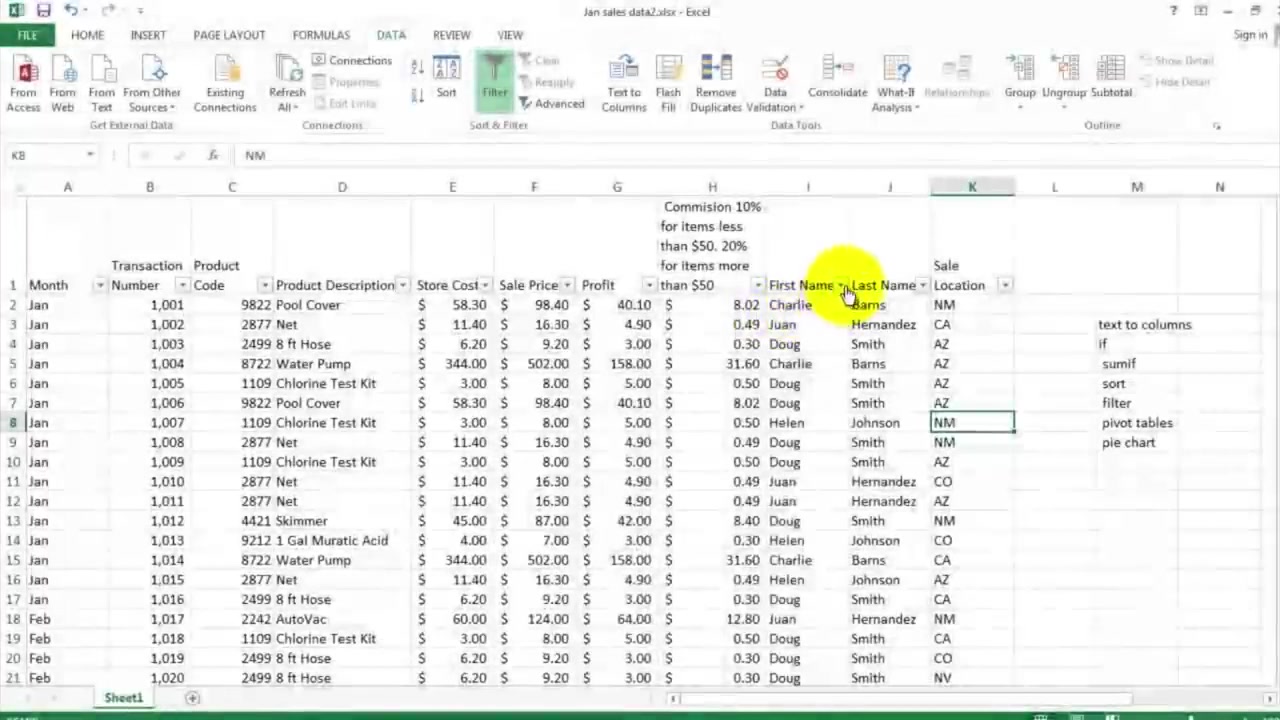 Jan sales data2.xlsx - Excel
FILE HOME INSERT PAGE LAYOUT FORMULAS DATA REVIEW VIEW Sign in
From Access From Web From Text From Other Sources Existing Connections Refresh All Connections Properties Edit Links Sort Filter Clear Reapply Advanced Text to Columns Flash Fill Remove Duplicates Data Validation Consolidate What-If Analysis Relationships Group Ungroup Subtotal Show Detail Hide Detail
Get External Data Connections Sort & Filter Data Tools Outline
K8 fx NM
A B C D E F G H I J K L M N
Commision 10%
for items less
than $50. 20%
Transaction Product for items more Sale
1 Month Number Code Product Description Store Cost Sale Price Profit than $50 First Name Last Name Location
2 Jan 1,001 9822 Pool Cover $ 58.30 $ 98.40 $ 40.10 $ 8.02 Charlie Barns NM
3 Jan 1,002 2877 Net $ 11.40 $ 16.30 $ 4.90 $ 0.49 Juan Hernandez CA text to columns
4 Jan 1,003 2499 8 ft Hose $ 6.20 $ 9.20 $ 3.00 $ 0.30 Doug Smith AZ if
5 Jan 1,004 8722 Water Pump $ 344.00 $ 502.00 $ 158.00 $ 31.60 Charlie Barns AZ sumif
6 Jan 1,005 1109 Chlorine Test Kit $ 3.00 $ 8.00 $ 5.00 $ 0.50 Doug Smith AZ sort
7 Jan 1,006 9822 Pool Cover $ 58.30 $ 98.40 $ 40.10 $ 8.02 Doug Smith AZ filter
8 Jan 1,007 1109 Chlorine Test Kit $ 3.00 $ 8.00 $ 5.00 $ 0.50 Helen Johnson NM pivot tables
9 Jan 1,008 2877 Net $ 11.40 $ 16.30 $ 4.90 $ 0.49 Doug Smith NM pie chart
10 Jan 1,009 1109 Chlorine Test Kit $ 3.00 $ 8.00 $ 5.00 $ 0.50 Doug Smith AZ
11 Jan 1,010 2877 Net $ 11.40 $ 16.30 $ 4.90 $ 0.49 Juan Hernandez CO
12 Jan 1,011 2877 Net $ 11.40 $ 16.30 $ 4.90 $ 0.49 Juan Hernandez AZ
13 Jan 1,012 4421 Skimmer $ 45.00 $ 87.00 $ 42.00 $ 8.40 Doug Smith NM
14 Jan 1,013 9212 1 Gal Muratic Acid $ 4.00 $ 7.00 $ 3.00 $ 0.30 Helen Johnson CO
15 Jan 1,014 8722 Water Pump $ 344.00 $ 502.00 $ 158.00 $ 31.60 Charlie Barns CA
16 Jan 1,015 2877 Net $ 11.40 $ 16.30 $ 4.90 $ 0.49 Helen Johnson AZ
17 Jan 1,016 2499 8 ft Hose $ 6.20 $ 9.20 $ 3.00 $ 0.30 Doug Smith CA
18 Feb 1,017 2242 AutoVac $ 60.00 $ 124.00 $ 64.00 $ 12.80 Juan Hernandez NM
19 Feb 1,018 1109 Chlorine Test Kit $ 3.00 $ 8.00 $ 5.00 $ 0.50 Doug Smith CA
20 Feb 1,019 2499 8 ft Hose $ 6.20 $ 9.20 $ 3.00 $ 0.30 Doug Smith CO
21 Feb 1,020 2499 8 ft Hose $ 6.20 $ 9.20 $ 3.00 $ 0.30 Doug Smith NV
Sheet1